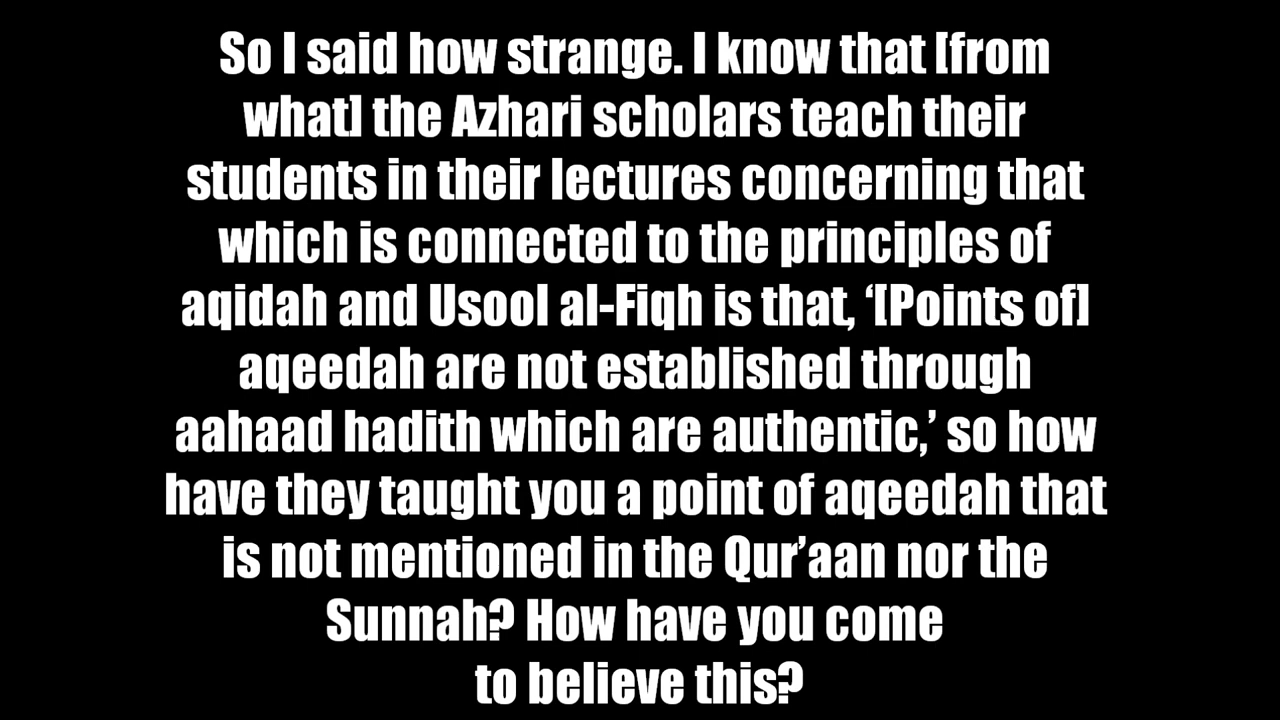 So I said how strange. I know that [from
what] the Azhari scholars teach their
students in their lectures concerning that
which is connected to the principles of
aqidah and Usool al-Fiqh is that, ‘[Points of]
aqeedah are not established through
aahaad hadith which are authentic,’ so how
have they taught you a point of aqeedah that
is not mentioned in the Qur’aan nor the
Sunnah? How have you come
to believe this?